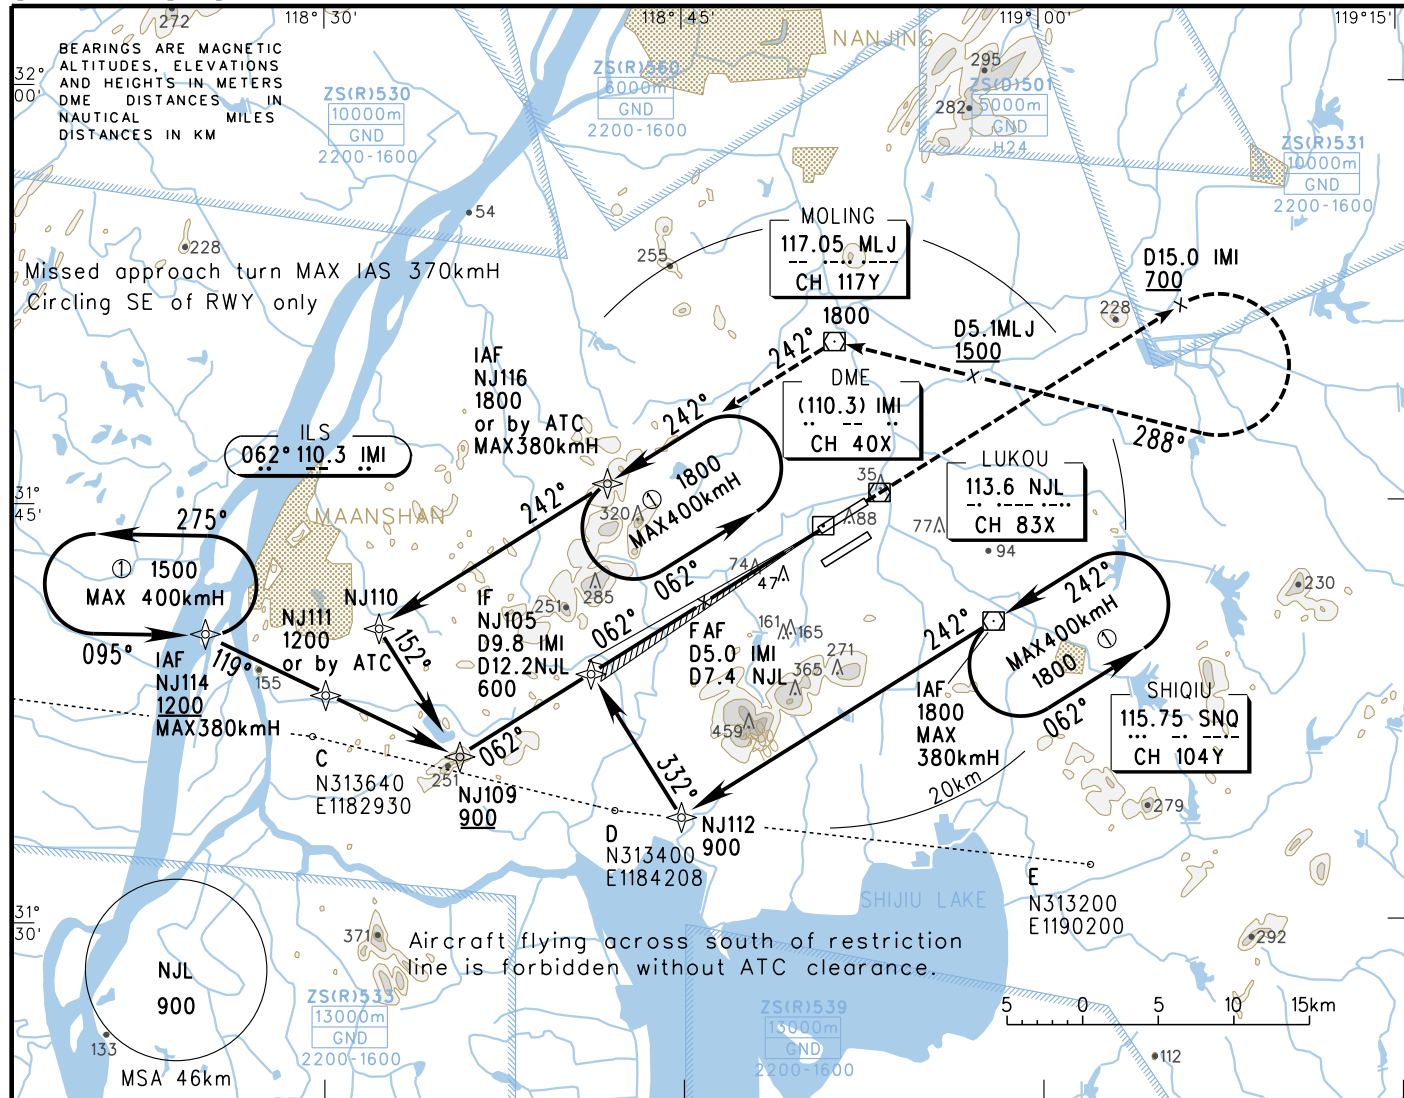 118° 30'
118° 45'
119° 00'
119° 15'
272
BEARINGS ARE MAGNETIC
ALTITUDES, ELEVATIONS
AND HEIGHTS IN METERS
DME DISTANCES IN
NAUTICAL MILES
DISTANCES IN KM
32°
00'
NANJING
ZS(R)530
10000m
GND
2200-1600
ZS(R)560
6000m
GND
2200-1600
295
ZS(D)501
5000m
GND
H24
282
ZS(R)531
10000m
GND
2200-1600
54
228
255
Missed approach turn MAX IAS 370kmH
Circling SE of RWY only
MOLING
117.05 MLJ
CH 117Y
1800
D15.0 IMI
700
228
D5.1MLJ
1500
242°
288°
IAF
NJ116
1800
or by ATC
MAX380kmH
242°
DME
(110.3) IMI
CH 40X
ILS
062° 110.3 IMI
LUKOU
113.6 NJL
CH 83X
31°
45'
MAANSHAN
275°
① 1500
MAX 400kmH
095°
242°
① 1800
MAX400kmH
062°
320
285
251
35
88
77
94
74
47
230
IAF
NJ114
1200
MAX380kmH
119°
155
NJ111
1200
or by ATC
NJ110
152°
IF
NJ105
D9.8 IMI
D12.2NJL
600
062°
FAF
D5.0 IMI
D7.4 NJL
161
165
271
365
459
242°
242°
MAX400kmH
1800 ①
062°
IAF
1800
MAX
380kmH
SHIQIU
115.75 SNQ
CH 104Y
C
N313640
E1182930
251
062°
NJ109
900
332°
20km
279
D
N313400
E1184208
NJ112
900
SHIJIU LAKE
E
N313200
E1190200
31°
30'
371
Aircraft flying across south of restriction
line is forbidden without ATC clearance.
292
NJL
900
MSA 46km
133
ZS(R)533
13000m
GND
2200-1600
ZS(R)539
13000m
GND
2200-1600
5 0 5 10 15km
112